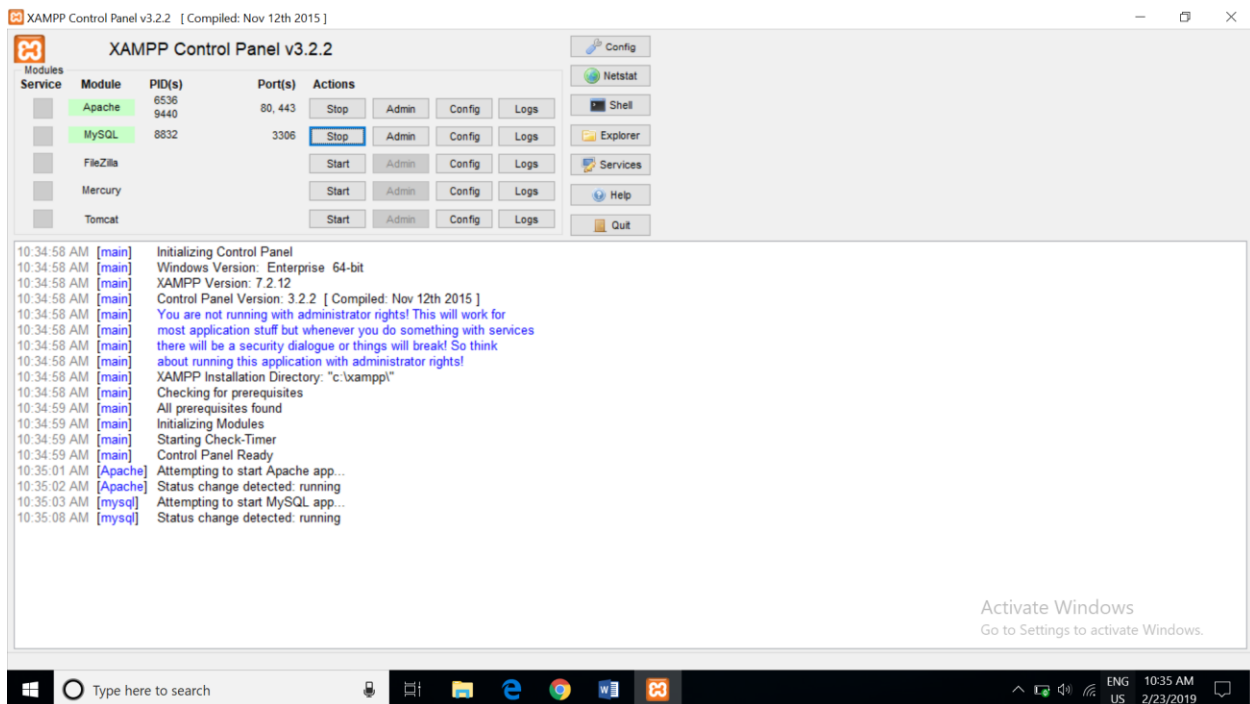 XAMPP Control Panel v3.2.2 [ Compiled: Nov 12th 2015 ]
XAMPP Control Panel v3.2.2
Config
Modules
Netstat
Service Module PID(s) Port(s) Actions
Apache 6536 9440 80, 443 Stop Admin Config Logs
Shell
MySQL 8832 3306 Stop Admin Config Logs
Explorer
FileZilla Start Admin Config Logs
Services
Mercury Start Admin Config Logs
Help
Tomcat Start Admin Config Logs
Quit
10:34:58 AM [main] Initializing Control Panel
10:34:58 AM [main] Windows Version: Enterprise 64-bit
10:34:58 AM [main] XAMPP Version: 7.2.12
10:34:58 AM [main] Control Panel Version: 3.2.2 [ Compiled: Nov 12th 2015 ]
10:34:58 AM [main] You are not running with administrator rights! This will work for
10:34:58 AM [main] most application stuff but whenever you do something with services
10:34:58 AM [main] there will be a security dialogue or things will break! So think
10:34:58 AM [main] about running this application with administrator rights!
10:34:58 AM [main] XAMPP Installation Directory: "c:\xampp\"
10:34:58 AM [main] Checking for prerequisites
10:34:59 AM [main] All prerequisites found
10:34:59 AM [main] Initializing Modules
10:34:59 AM [main] Starting Check-Timer
10:34:59 AM [main] Control Panel Ready
10:35:01 AM [Apache] Attempting to start Apache app...
10:35:02 AM [Apache] Status change detected: running
10:35:03 AM [mysql] Attempting to start MySQL app...
10:35:08 AM [mysql] Status change detected: running
Activate Windows
Go to Settings to activate Windows.
Type here to search
ENG 10:35 AM
US 2/23/2019